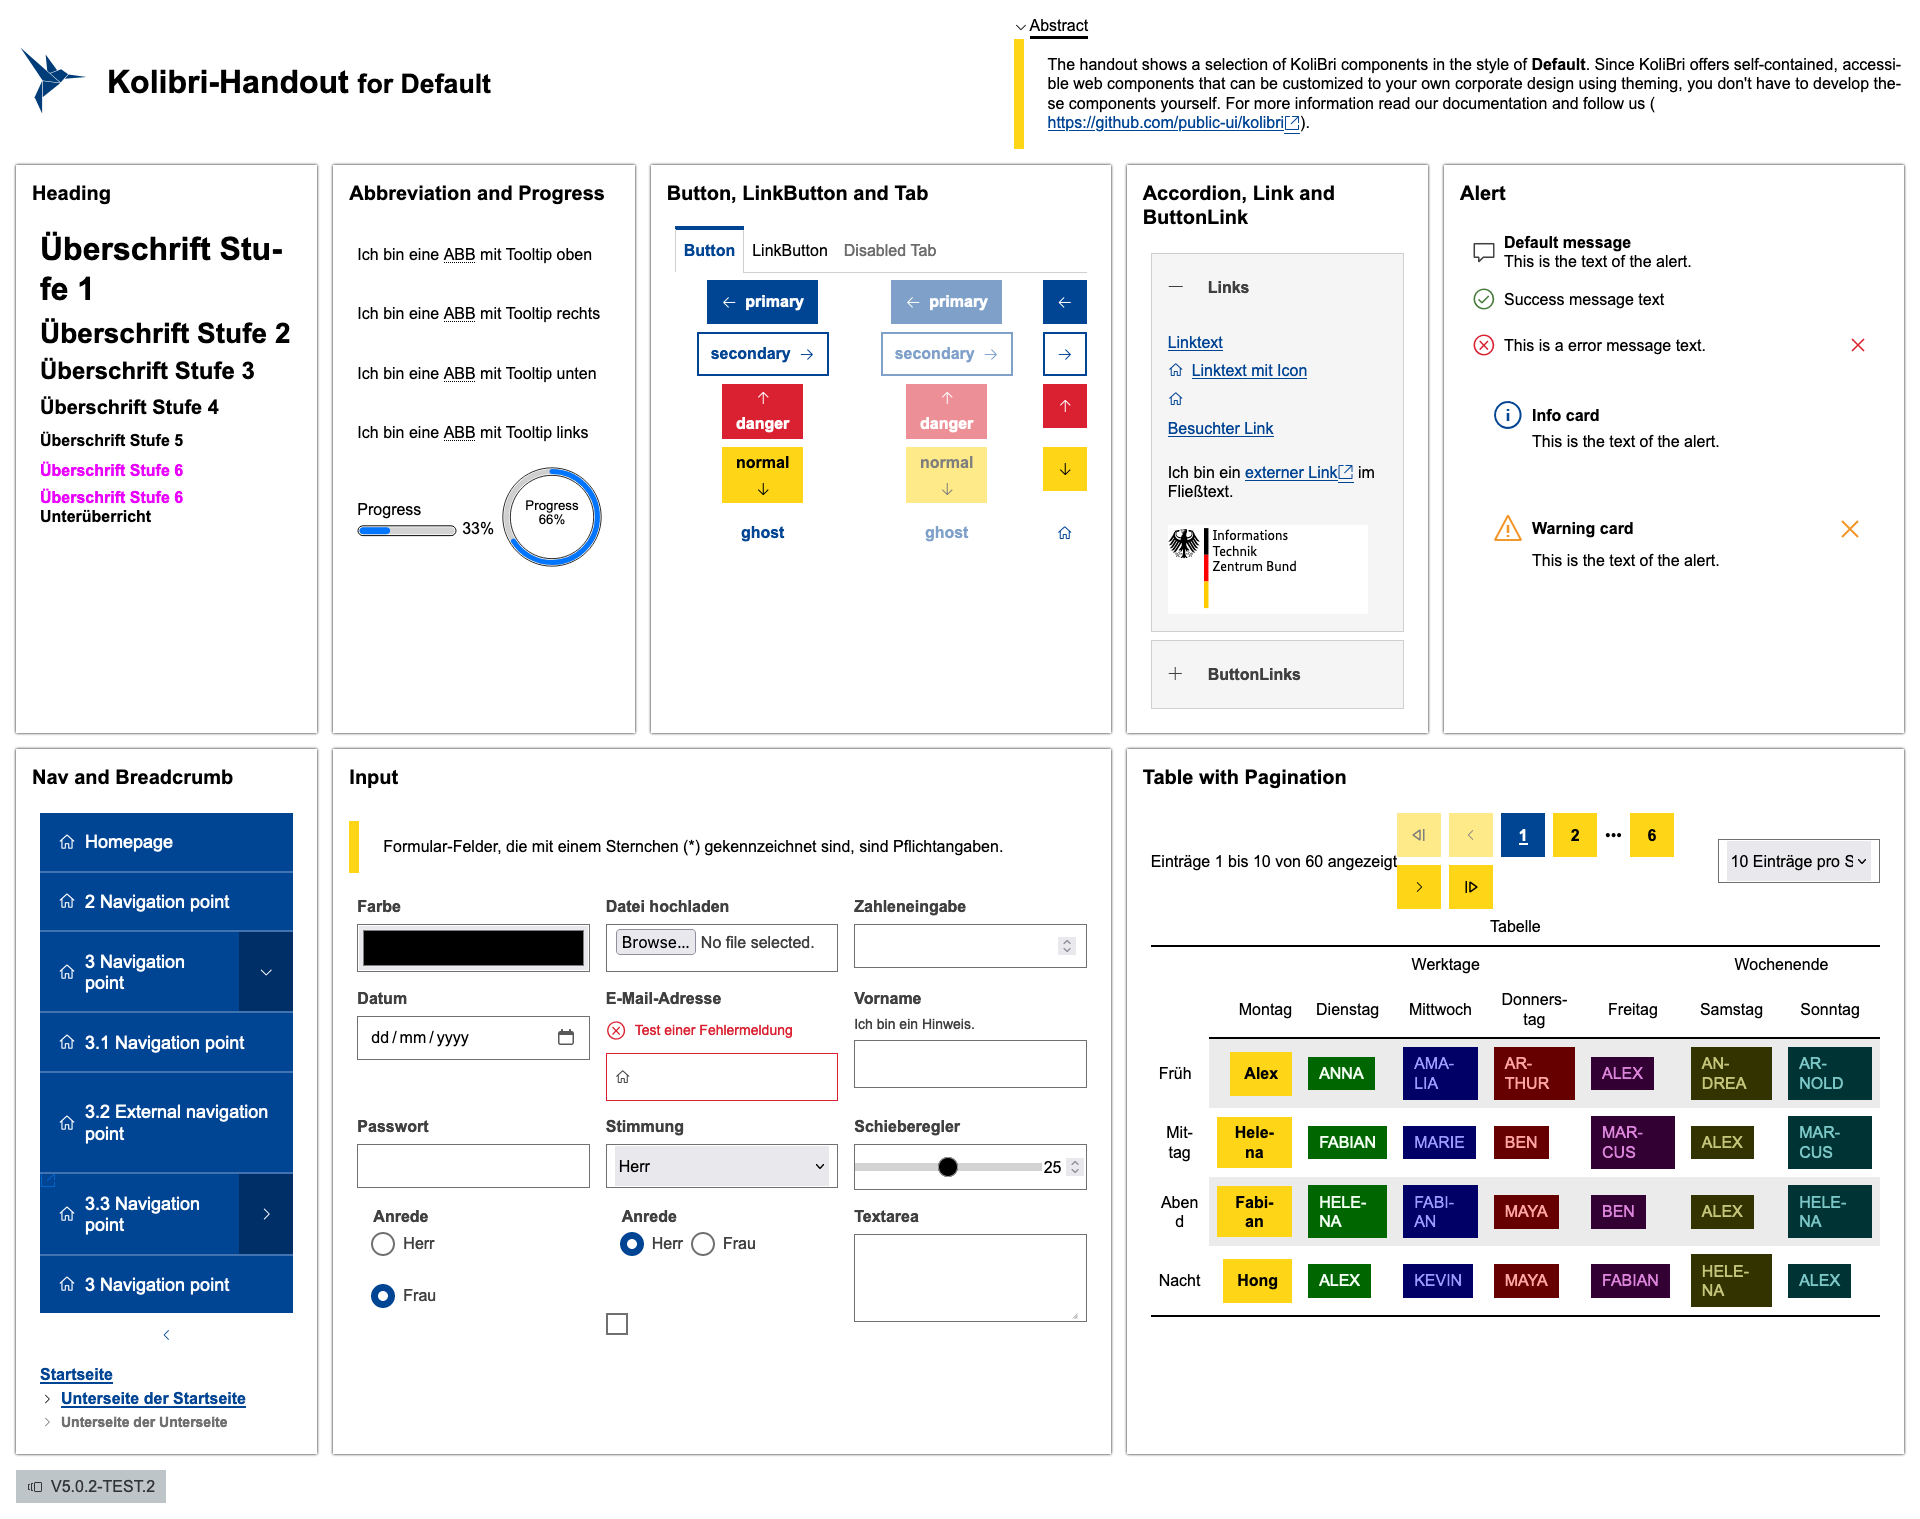 Kolibri-Handout for Default
Abstract
The handout shows a selection of KoliBri components in the style of Default. Since KoliBri offers self-contained, accessi-
ble web components that can be customized to your own corporate design using theming, you don't have to develop the-
se components yourself. For more information read our documentation and follow us (
https://github.com/public-ui/kolibri).
Heading
Überschrift Stu-
fe 1
Überschrift Stufe 2
Überschrift Stufe 3
Überschrift Stufe 4
Überschrift Stufe 5
Überschrift Stufe 6
Überschrift Stufe 6
Unterüberricht
Abbreviation and Progress
Ich bin eine ABB mit Tooltip oben
Ich bin eine ABB mit Tooltip rechts
Ich bin eine ABB mit Tooltip unten
Ich bin eine ABB mit Tooltip links
Progress
33%
Progress
66%
Button, LinkButton and Tab
Button LinkButton Disabled Tab
primary primary
secondary secondary
danger danger
normal normal
ghost ghost
Accordion, Link and
ButtonLink
Links
Linktext
Linktext mit Icon
Besuchter Link
Ich bin ein externer Link im
Fließtext.
Informations
Technik
Zentrum Bund
ButtonLinks
Alert
Default message
This is the text of the alert.
Success message text
This is a error message text.
Info card
This is the text of the alert.
Warning card
This is the text of the alert.
Nav and Breadcrumb
Homepage
2 Navigation point
3 Navigation
point
3.1 Navigation point
3.2 External navigation
point
3.3 Navigation
point
3 Navigation point
Startseite
Unterseite der Startseite
Unterseite der Unterseite
Input
Formular-Felder, die mit einem Sternchen (*) gekennzeichnet sind, sind Pflichtangaben.
Farbe
Datei hochladen
Browse... No file selected.
Zahleneingabe
Datum
dd/mm/yyyy
E-Mail-Adresse
Test einer Fehlermeldung
Vorname
Ich bin ein Hinweis.
Passwort
Stimmung
Herr
Schieberegler
25
Anrede
Herr
Frau
Anrede
Herr Frau
Textarea
Table with Pagination
Einträge 1 bis 10 von 60 angezeigt
1 2 ••• 6
10 Einträge pro S
Tabelle
Werktage Wochenende
Montag Dienstag Mittwoch Donners-
tag Freitag Samstag Sonntag
Früh Alex ANNA AMA-
LIA AR-
THUR ALEX AN-
DREA AR-
NOLD
Mit-
tag Hele-
na FABIAN MARIE BEN MAR-
CUS ALEX MAR-
CUS
Aben
d Fabi-
an HELE-
NA FABI-
AN MAYA BEN ALEX HELE-
NA
Nacht Hong ALEX KEVIN MAYA FABIAN HELE-
NA ALEX
V5.0.2-TEST.2